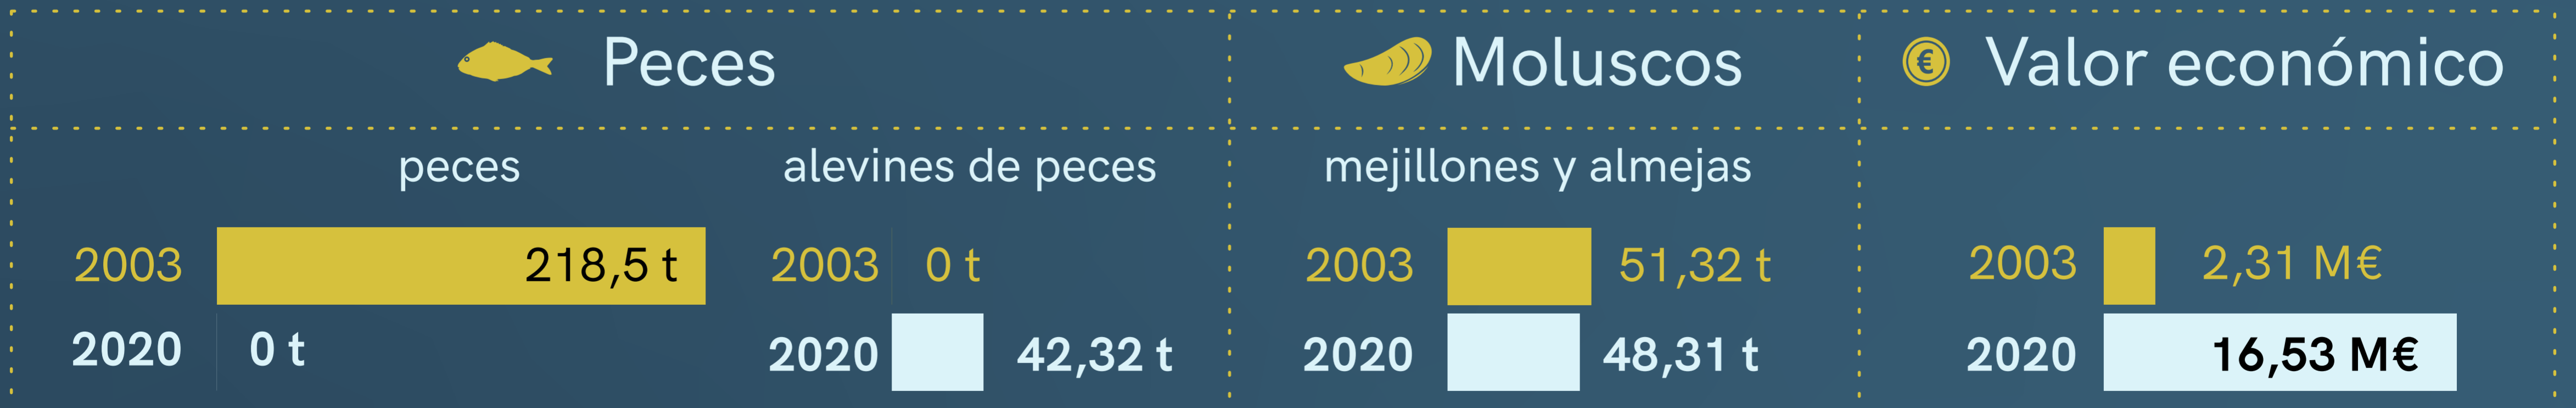 Peces
Moluscos
Valor económico
peces
alevines de peces
mejillones y almejas
2003 218,5 t
2003 0 t
2003 51,32 t
2003 2,31 M€
2020 0 t
2020 42,32 t
2020 48,31 t
2020 16,53 M€